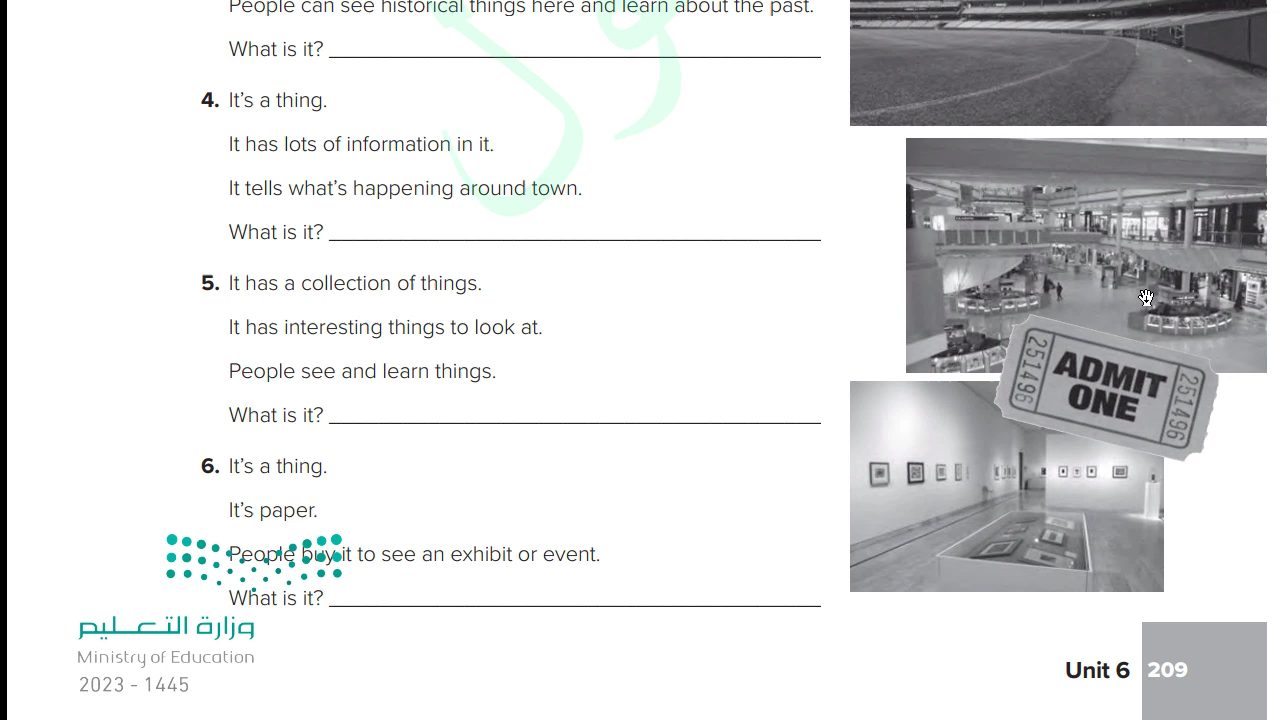 People can see historical things here and learn about the past.
What is it?
4. It's a thing.
It has lots of information in it.
It tells what's happening around town.
What is it?
5. It has a collection of things.
It has interesting things to look at.
People see and learn things.
What is it?
6. It's a thing.
It's paper.
People buy it to see an exhibit or event.
What is it?
251496
ADMIT
ONE
251496
وزارة التعليم
Ministry of Education
2023 - 1445
Unit 6 209